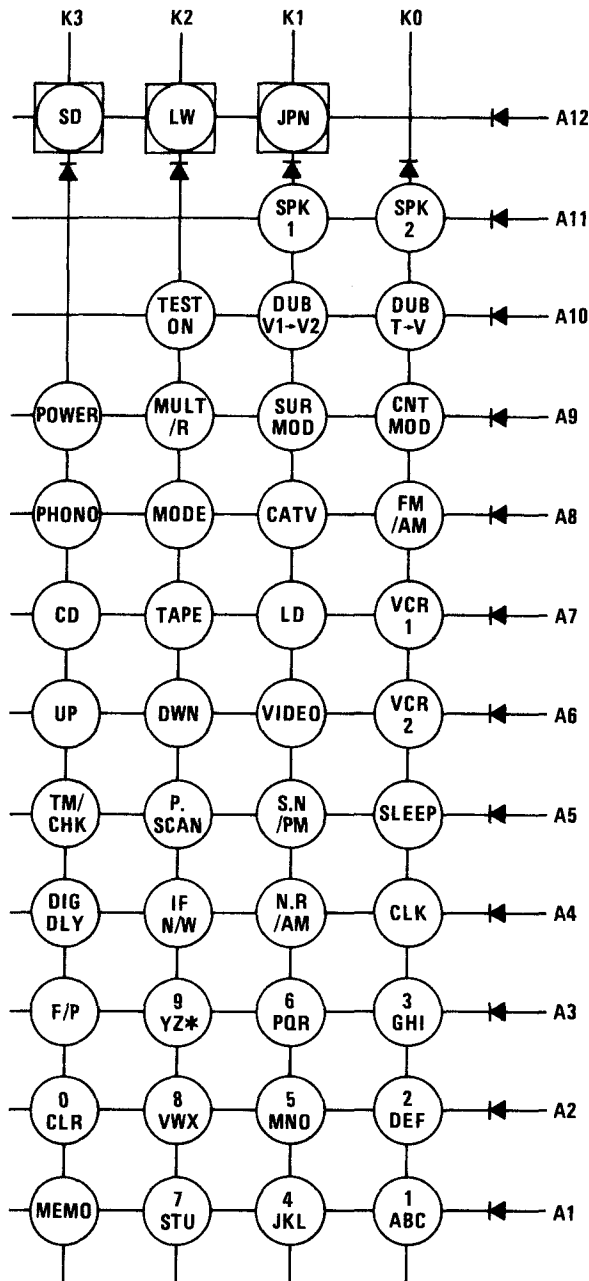 K3 K2 K1 K0
SD LW JPN A12
SPK 1 SPK 2 A11
TEST ON DUB V1→V2 DUB T→V A10
POWER MULT /R SUR MOD CNT MOD A9
PHONO MODE CATV FM /AM A8
CD TAPE LD VCR 1 A7
UP DWN VIDEO VCR 2 A6
TM/ CHK P. SCAN S.N /PM SLEEP A5
DIG DLY IF N/W N.R /AM CLK A4
F/P 9 YZ* 6 PQR 3 GHI A3
0 CLR 8 VWX 5 MNO 2 DEF A2
MEMO 7 STU 4 JKL 1 ABC A1